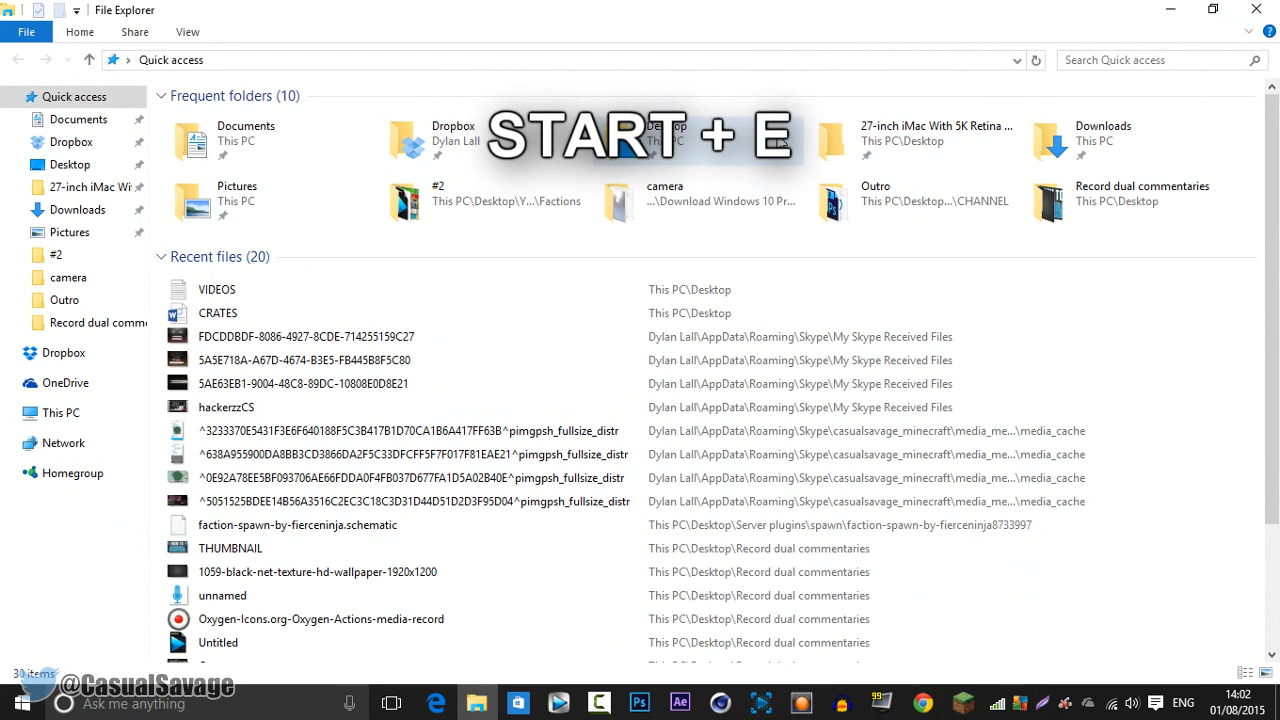 File Explorer
File Home Share View
Quick access Search Quick access
Quick access
Documents
Dropbox
Desktop
27-inch iMac Wi
Downloads
Pictures
#2
camera
Outro
Record dual comm
Dropbox
OneDrive
This PC
Network
Homegroup
Frequent folders (10)
Documents
This PC
Dropbox
Dylan Lall
START + E
Desktop
This PC
27-inch iMac With 5K Retina ...
This PC\Desktop
Downloads
This PC
Pictures
This PC
#2
This PC\Desktop\Y...\Factions
camera
...\Download Windows 10 Pr...
Outro
This PC\Desktop...\CHANNEL
Record dual commentaries
This PC\Desktop
Recent files (20)
VIDEOS This PC\Desktop
CRATES This PC\Desktop
FDCDDBDF-8086-4927-8CDE-714255159C27 Dylan Lall\AppData\Roaming\Skype\My Skype Received Files
5A5E718A-A67D-4674-B3E5-FB445B8F5C80 Dylan Lall\AppData\Roaming\Skype\My Skype Received Files
5AE63EB1-9004-48C8-89DC-10808E0D8E21 Dylan Lall\AppData\Roaming\Skype\My Skype Received Files
hackerzzCS Dylan Lall\AppData\Roaming\Skype\My Skype Received Files
^3233370E5431F3E6F640188F5C3B417B1D70CA1B6A417FF63B^pimgpsh_fullsize_distr Dylan Lall\AppData\Roaming\Skype\casualsavage_minecraft\media_me...\media_cache
^638A955900DA8BB3CD3866DA2F5C33DFCFF5F7F017F81EAE21^pimgpsh_fullsize_distr Dylan Lall\AppData\Roaming\Skype\casualsavage_minecraft\media_me...\media_cache
^0E92A78EE5BF093706AE66FDDA0F4FB037D677FA1D5A02B40E^pimgpsh_fullsize_distr Dylan Lall\AppData\Roaming\Skype\casualsavage_minecraft\media_me...\media_cache
^5051525BDEE14B56A3516C2EC3C18C3D31D44D51D2D3F95D04^pimgpsh_fullsize_distr Dylan Lall\AppData\Roaming\Skype\casualsavage_minecraft\media_me...\media_cache
faction-spawn-by-fierceninja.schematic This PC\Desktop\Server plugins\spawn\faction-spawn-by-fierceninja8733997
THUMBNAIL This PC\Desktop\Record dual commentaries
1059-black-net-texture-hd-wallpaper-1920x1200 This PC\Desktop\Record dual commentaries
unnamed This PC\Desktop\Record dual commentaries
Oxygen-Icons.org-Oxygen-Actions-media-record This PC\Desktop\Record dual commentaries
Untitled This PC\Desktop\Record dual commentaries
30 items
@CasualSavage
Ask me anything
Ps Ae 99
ENG
14:02
01/08/2015